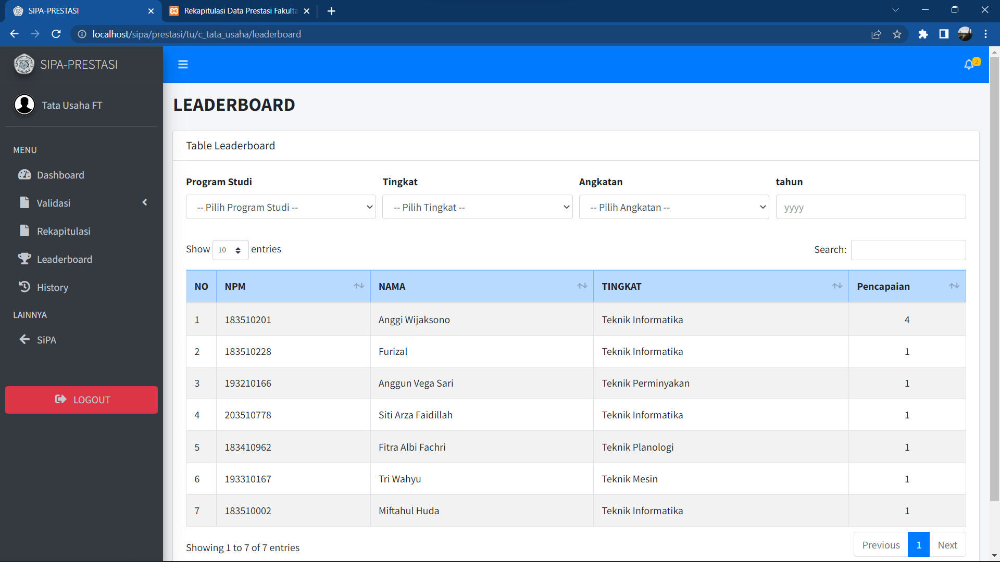 SIPA-PRESTASI
Rekapitulasi Data Prestasi Fakulta
localhost/sipa/prestasi/tu/c_tata_usaha/leaderboard
SIPA-PRESTASI
2
Tata Usaha FT
MENU
Dashboard
Validasi
Rekapitulasi
Leaderboard
History
LAINNYA
SiPA
LOGOUT
LEADERBOARD
Table Leaderboard
Program Studi Tingkat Angkatan tahun
-- Pilih Program Studi -- -- Pilih Tingkat -- -- Pilih Angkatan -- yyyy
Show 10 entries Search:
NO NPM NAMA TINGKAT Pencapaian
1 183510201 Anggi Wijaksono Teknik Informatika 4
2 183510228 Furizal Teknik Informatika 1
3 193210166 Anggun Vega Sari Teknik Perminyakan 1
4 203510778 Siti Arza Faidillah Teknik Informatika 1
5 183410962 Fitra Albi Fachri Teknik Planologi 1
6 193310167 Tri Wahyu Teknik Mesin 1
7 183510002 Miftahul Huda Teknik Informatika 1
Showing 1 to 7 of 7 entries Previous 1 Next